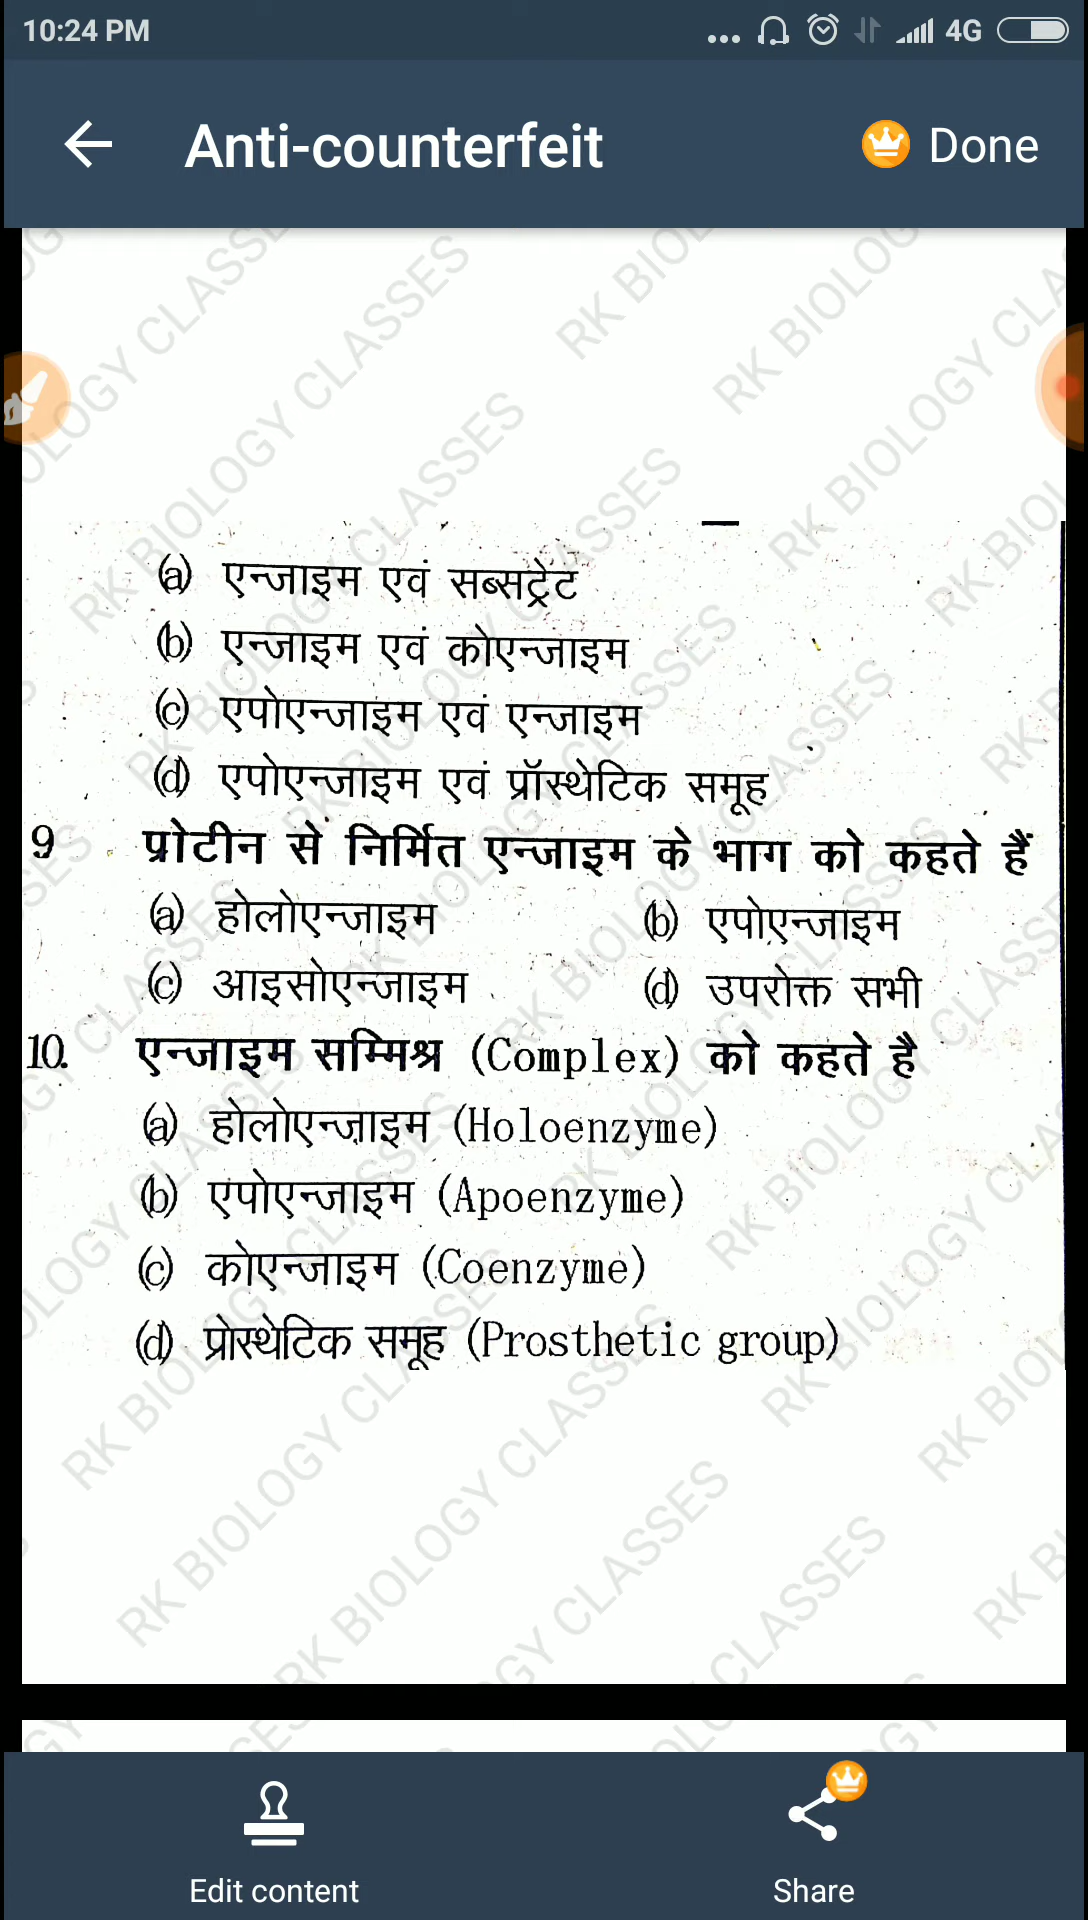 10:24 PM ... 4G
Anti-counterfeit Done
(a) एन्जाइम एवं सब्सट्रेट
(b) एन्जाइम एवं कोएन्जाइम
(c) एपोएन्जाइम एवं एन्जाइम
(d) एपोएन्जाइम एवं प्रॉस्थेटिक समूह
9 प्रोटीन से निर्मित एन्जाइम के भाग को कहते हैं
(a) होलोएन्जाइम (b) एपोएन्जाइम
(c) आइसोएन्जाइम (d) उपरोक्त सभी
10. एन्जाइम सम्मिश्र (Complex) को कहते है
(a) होलोएन्जाइम (Holoenzyme)
(b) एपोएन्जाइम (Apoenzyme)
(c) कोएन्जाइम (Coenzyme)
(d) प्रोस्थेटिक समूह (Prosthetic group)
RK BIOLOGY CLASSES
Edit content Share